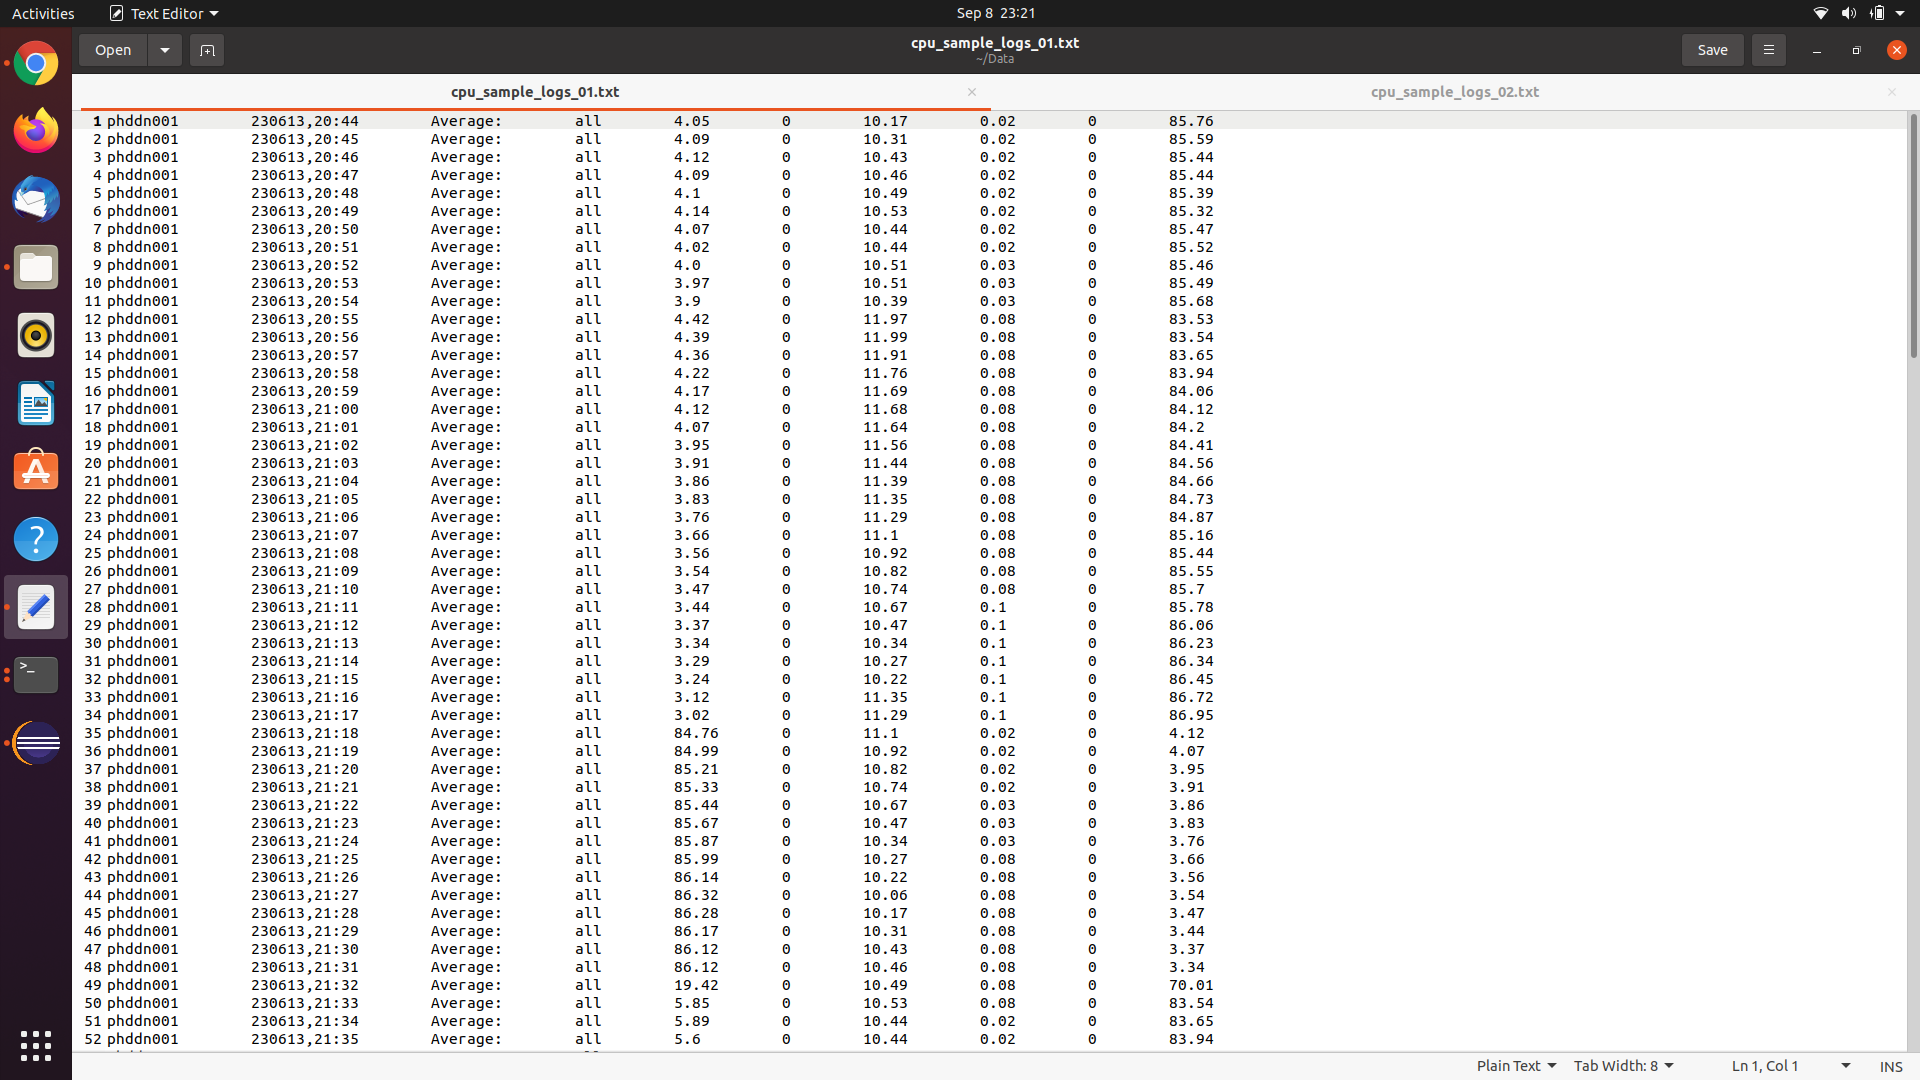 Activities Text Editor Sep 8 23:21
Open cpu_sample_logs_01.txt Save
~/Data
cpu_sample_logs_01.txt cpu_sample_logs_02.txt
1 phddn001 230613,20:44 Average: all 4.05 0 10.17 0.02 0 85.76
2 phddn001 230613,20:45 Average: all 4.09 0 10.31 0.02 0 85.59
3 phddn001 230613,20:46 Average: all 4.12 0 10.43 0.02 0 85.44
4 phddn001 230613,20:47 Average: all 4.09 0 10.46 0.02 0 85.44
5 phddn001 230613,20:48 Average: all 4.1 0 10.49 0.02 0 85.39
6 phddn001 230613,20:49 Average: all 4.14 0 10.53 0.02 0 85.32
7 phddn001 230613,20:50 Average: all 4.07 0 10.44 0.02 0 85.47
8 phddn001 230613,20:51 Average: all 4.02 0 10.44 0.02 0 85.52
9 phddn001 230613,20:52 Average: all 4.0 0 10.51 0.03 0 85.46
10 phddn001 230613,20:53 Average: all 3.97 0 10.51 0.03 0 85.49
11 phddn001 230613,20:54 Average: all 3.9 0 10.39 0.03 0 85.68
12 phddn001 230613,20:55 Average: all 4.42 0 11.97 0.08 0 83.53
13 phddn001 230613,20:56 Average: all 4.39 0 11.99 0.08 0 83.54
14 phddn001 230613,20:57 Average: all 4.36 0 11.91 0.08 0 83.65
15 phddn001 230613,20:58 Average: all 4.22 0 11.76 0.08 0 83.94
16 phddn001 230613,20:59 Average: all 4.17 0 11.69 0.08 0 84.06
17 phddn001 230613,21:00 Average: all 4.12 0 11.68 0.08 0 84.12
18 phddn001 230613,21:01 Average: all 4.07 0 11.64 0.08 0 84.2
19 phddn001 230613,21:02 Average: all 3.95 0 11.56 0.08 0 84.41
20 phddn001 230613,21:03 Average: all 3.91 0 11.44 0.08 0 84.56
21 phddn001 230613,21:04 Average: all 3.86 0 11.39 0.08 0 84.66
22 phddn001 230613,21:05 Average: all 3.83 0 11.35 0.08 0 84.73
23 phddn001 230613,21:06 Average: all 3.76 0 11.29 0.08 0 84.87
24 phddn001 230613,21:07 Average: all 3.66 0 11.1 0.08 0 85.16
25 phddn001 230613,21:08 Average: all 3.56 0 10.92 0.08 0 85.44
26 phddn001 230613,21:09 Average: all 3.54 0 10.82 0.08 0 85.55
27 phddn001 230613,21:10 Average: all 3.47 0 10.74 0.08 0 85.7
28 phddn001 230613,21:11 Average: all 3.44 0 10.67 0.1 0 85.78
29 phddn001 230613,21:12 Average: all 3.37 0 10.47 0.1 0 86.06
30 phddn001 230613,21:13 Average: all 3.34 0 10.34 0.1 0 86.23
31 phddn001 230613,21:14 Average: all 3.29 0 10.27 0.1 0 86.34
32 phddn001 230613,21:15 Average: all 3.24 0 10.22 0.1 0 86.45
33 phddn001 230613,21:16 Average: all 3.12 0 11.35 0.1 0 86.72
34 phddn001 230613,21:17 Average: all 3.02 0 11.29 0.1 0 86.95
35 phddn001 230613,21:18 Average: all 84.76 0 11.1 0.02 0 4.12
36 phddn001 230613,21:19 Average: all 84.99 0 10.92 0.02 0 4.07
37 phddn001 230613,21:20 Average: all 85.21 0 10.82 0.02 0 3.95
38 phddn001 230613,21:21 Average: all 85.33 0 10.74 0.02 0 3.91
39 phddn001 230613,21:22 Average: all 85.44 0 10.67 0.03 0 3.86
40 phddn001 230613,21:23 Average: all 85.67 0 10.47 0.03 0 3.83
41 phddn001 230613,21:24 Average: all 85.87 0 10.34 0.03 0 3.76
42 phddn001 230613,21:25 Average: all 85.99 0 10.27 0.08 0 3.66
43 phddn001 230613,21:26 Average: all 86.14 0 10.22 0.08 0 3.56
44 phddn001 230613,21:27 Average: all 86.32 0 10.06 0.08 0 3.54
45 phddn001 230613,21:28 Average: all 86.28 0 10.17 0.08 0 3.47
46 phddn001 230613,21:29 Average: all 86.17 0 10.31 0.08 0 3.44
47 phddn001 230613,21:30 Average: all 86.12 0 10.43 0.08 0 3.37
48 phddn001 230613,21:31 Average: all 86.12 0 10.46 0.08 0 3.34
49 phddn001 230613,21:32 Average: all 19.42 0 10.49 0.08 0 70.01
50 phddn001 230613,21:33 Average: all 5.85 0 10.53 0.08 0 83.54
51 phddn001 230613,21:34 Average: all 5.89 0 10.44 0.02 0 83.65
52 phddn001 230613,21:35 Average: all 5.6 0 10.44 0.02 0 83.94
Plain Text Tab Width: 8 Ln 1, Col 1 INS